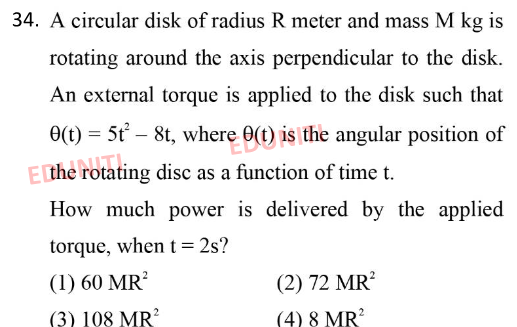 34. A circular disk of radius R meter and mass M kg is
rotating around the axis perpendicular to the disk.
An external torque is applied to the disk such that
θ(t) = 5t² – 8t, where θ(t) is the angular position of
the rotating disc as a function of time t.
How much power is delivered by the applied
torque, when t = 2s?
(1) 60 MR² (2) 72 MR²
(3) 108 MR² (4) 8 MR²
EDUNITI
EDUNITI